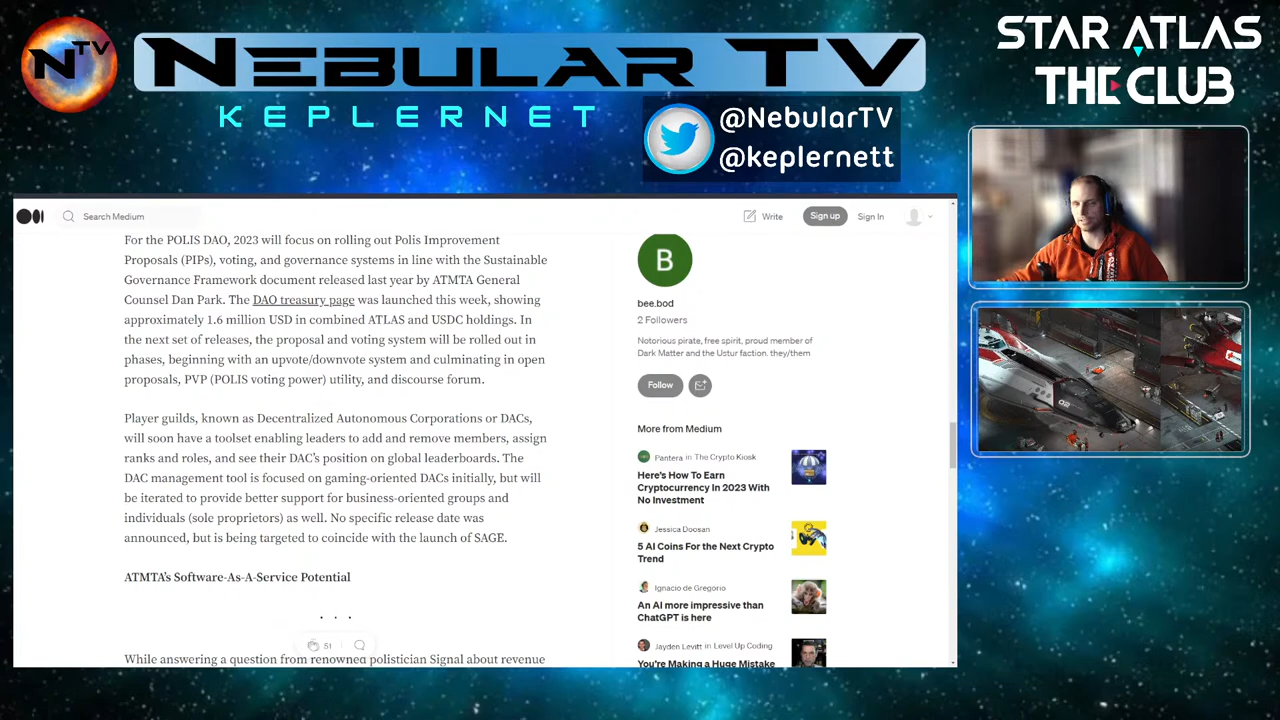 NTV
NEBULAR TV
KEPLERNET
@NebularTV
@keplernett
STAR ATLAS
THE CLUB
Search Medium
Write
Sign up
Sign In
For the POLIS DAO, 2023 will focus on rolling out Polis Improvement
Proposals (PIPs), voting, and governance systems in line with the Sustainable
Governance Framework document released last year by ATMTA General
Counsel Dan Park. The DAO treasury page was launched this week, showing
approximately 1.6 million USD in combined ATLAS and USDC holdings. In
the next set of releases, the proposal and voting system will be rolled out in
phases, beginning with an upvote/downvote system and culminating in open
proposals, PVP (POLIS voting power) utility, and discourse forum.
Player guilds, known as Decentralized Autonomous Corporations or DACs,
will soon have a toolset enabling leaders to add and remove members, assign
ranks and roles, and see their DAC's position on global leaderboards. The
DAC management tool is focused on gaming-oriented DACs initially, but will
be iterated to provide better support for business-oriented groups and
individuals (sole proprietors) as well. No specific release date was
announced, but is being targeted to coincide with the launch of SAGE.
ATMTA's Software-As-A-Service Potential
. . .
51
While answering a question from renowned polistician Signal about revenue
B
bee.bod
2 Followers
Notorious pirate, free spirit, proud member of
Dark Matter and the Ustur faction. they/them
Follow
More from Medium
Pantera in The Crypto Kiosk
Here's How To Earn
Cryptocurrency In 2023 With
No Investment
Jessica Doosan
5 AI Coins For the Next Crypto
Trend
Ignacio de Gregorio
An AI more impressive than
ChatGPT is here
Jayden Levitt in Level Up Coding
You're Making a Huge Mistake
02